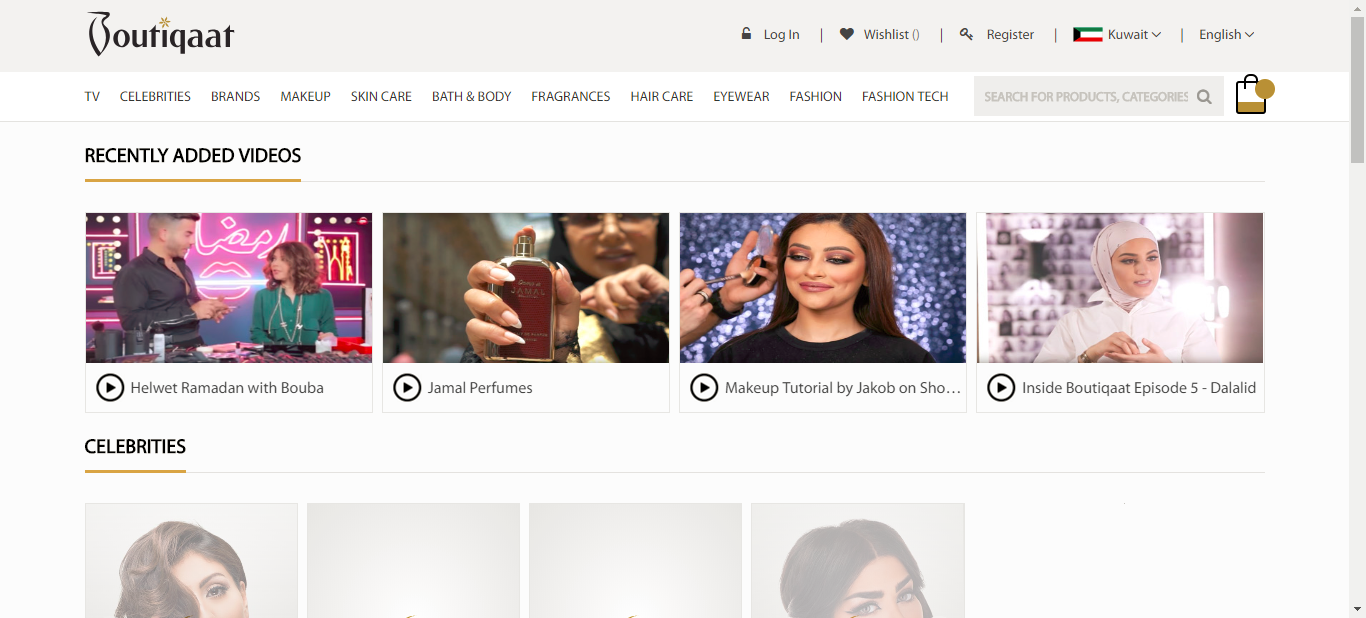 Boutiqaat
Log In | Wishlist () | Register | Kuwait | English
TV CELEBRITIES BRANDS MAKEUP SKIN CARE BATH & BODY FRAGRANCES HAIR CARE EYEWEAR FASHION FASHION TECH SEARCH FOR PRODUCTS, CATEGORIES
RECENTLY ADDED VIDEOS
رمضان
JAMAL
Helwet Ramadan with Bouba
Jamal Perfumes
Makeup Tutorial by Jakob on Sho…
Inside Boutiqaat Episode 5 - Dalalid
CELEBRITIES